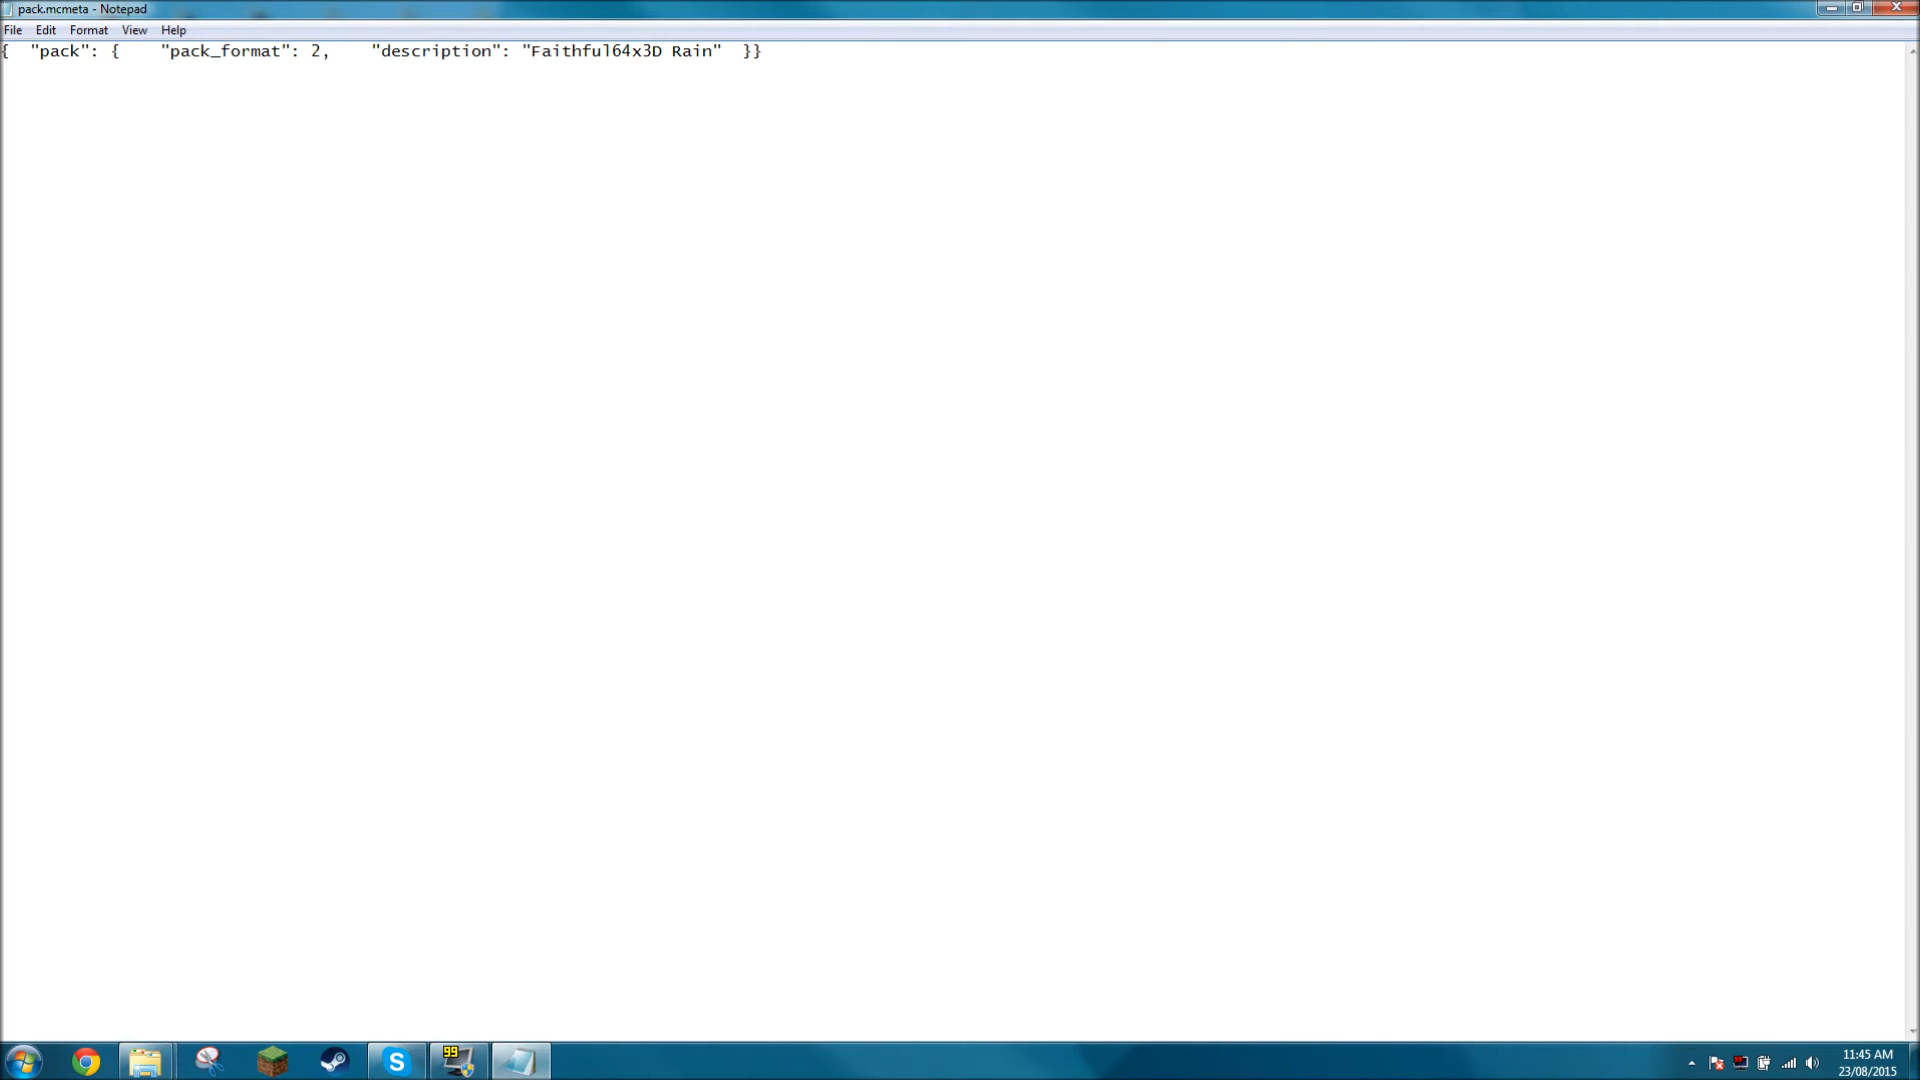 pack.mcmeta - Notepad
File Edit Format View Help
{  "pack": {    "pack_format": 2,    "description": "Faithful64x3D Rain"  }}
S
99
11:45 AM
23/08/2015